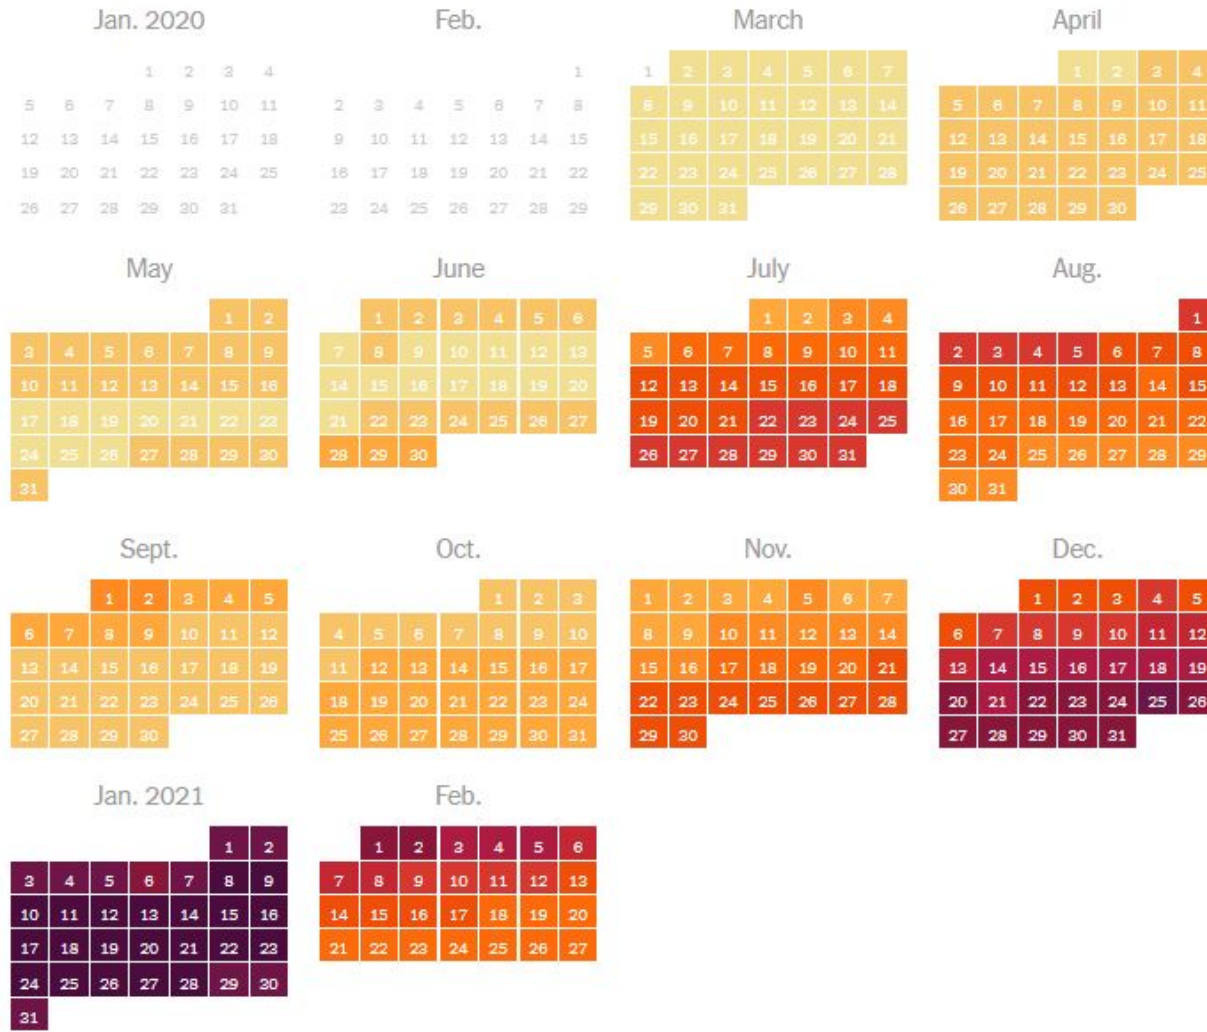 Jan. 2020 Feb. March April
1 2 3 4 1 1 2 3 4 5 6 7 1 2 3 4
5 6 7 8 9 10 11 2 3 4 5 6 7 8 8 9 10 11 12 13 14 5 6 7 8 9 10 11
12 13 14 15 16 17 18 9 10 11 12 13 14 15 15 16 17 18 19 20 21 12 13 14 15 16 17 18
19 20 21 22 23 24 25 16 17 18 19 20 21 22 22 23 24 25 26 27 28 19 20 21 22 23 24 25
26 27 28 29 30 31 23 24 25 26 27 28 29 29 30 31 26 27 28 29 30
May June July Aug.
1 2 1 2 3 4 5 6 1 2 3 4 1
3 4 5 6 7 8 9 7 8 9 10 11 12 13 5 6 7 8 9 10 11 2 3 4 5 6 7 8
10 11 12 13 14 15 16 14 15 16 17 18 19 20 12 13 14 15 16 17 18 9 10 11 12 13 14 15
17 18 19 20 21 22 23 21 22 23 24 25 26 27 19 20 21 22 23 24 25 16 17 18 19 20 21 22
24 25 26 27 28 29 30 28 29 30 26 27 28 29 30 31 23 24 25 26 27 28 29
31 30 31
Sept. Oct. Nov. Dec.
1 2 3 4 5 1 2 3 1 2 3 4 5 6 7 1 2 3 4 5
6 7 8 9 10 11 12 4 5 6 7 8 9 10 8 9 10 11 12 13 14 6 7 8 9 10 11 12
13 14 15 16 17 18 19 11 12 13 14 15 16 17 15 16 17 18 19 20 21 13 14 15 16 17 18 19
20 21 22 23 24 25 26 18 19 20 21 22 23 24 22 23 24 25 26 27 28 20 21 22 23 24 25 26
27 28 29 30 25 26 27 28 29 30 31 29 30 27 28 29 30 31
Jan. 2021 Feb.
1 2 1 2 3 4 5 6
3 4 5 6 7 8 9 7 8 9 10 11 12 13
10 11 12 13 14 15 16 14 15 16 17 18 19 20
17 18 19 20 21 22 23 21 22 23 24 25 26 27
24 25 26 27 28 29 30
31